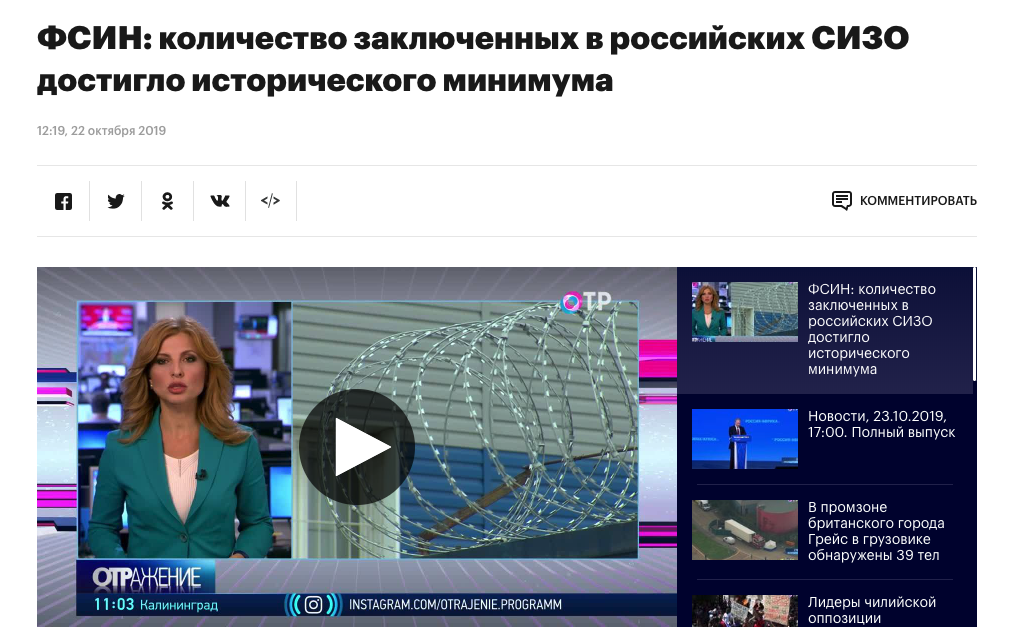 ФСИН: количество заключенных в российских СИЗО
достигло исторического минимума
12:19, 22 октября 2019
</>
КОММЕНТИРОВАТЬ
ОТР
ОТРАЖЕНИЕ
11:03 Калининград
INSTAGRAM.COM/OTRAJENIE.PROGRAMM
ФСИН: количество
заключенных в
российских СИЗО
достигло
исторического
минимума
Новости, 23.10.2019,
17:00. Полный выпуск
В промзоне
британского города
Грейс в грузовике
обнаружены 39 тел
Лидеры чилийской
оппозиции